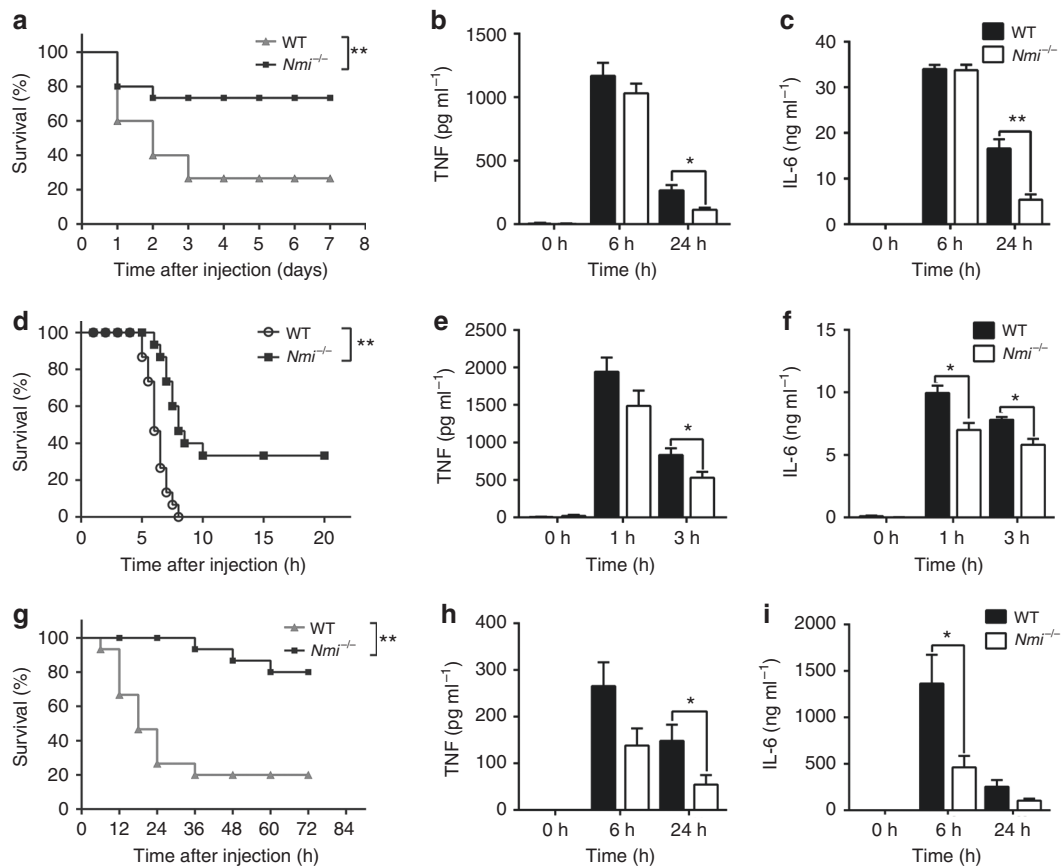 a
WT
Nmi−/−
**
Survival (%)
100
80
60
40
20
0
0 1 2 3 4 5 6 7 8
Time after injection (days)
b
TNF (pg ml−1)
1500
1000
500
0
*
0 h 6 h 24 h
Time (h)
c
WT
Nmi−/−
IL-6 (ng ml−1)
40
30
20
10
0
**
0 h 6 h 24 h
Time (h)
d
WT
Nmi−/−
**
Survival (%)
100
80
60
40
20
0
0 5 10 15 20
Time after injection (h)
e
TNF (pg ml−1)
2500
2000
1500
1000
500
0
*
0 h 1 h 3 h
Time (h)
f
WT
Nmi−/−
IL-6 (ng ml−1)
15
10
5
0
* *
0 h 1 h 3 h
Time (h)
g
WT
Nmi−/−
**
Survival (%)
100
80
60
40
20
0
0 12 24 36 48 60 72 84
Time after injection (h)
h
TNF (pg ml−1)
400
300
200
100
0
*
0 h 6 h 24 h
Time (h)
i
WT
Nmi−/−
IL-6 (ng ml−1)
2000
1500
1000
500
0
*
0 h 6 h 24 h
Time (h)